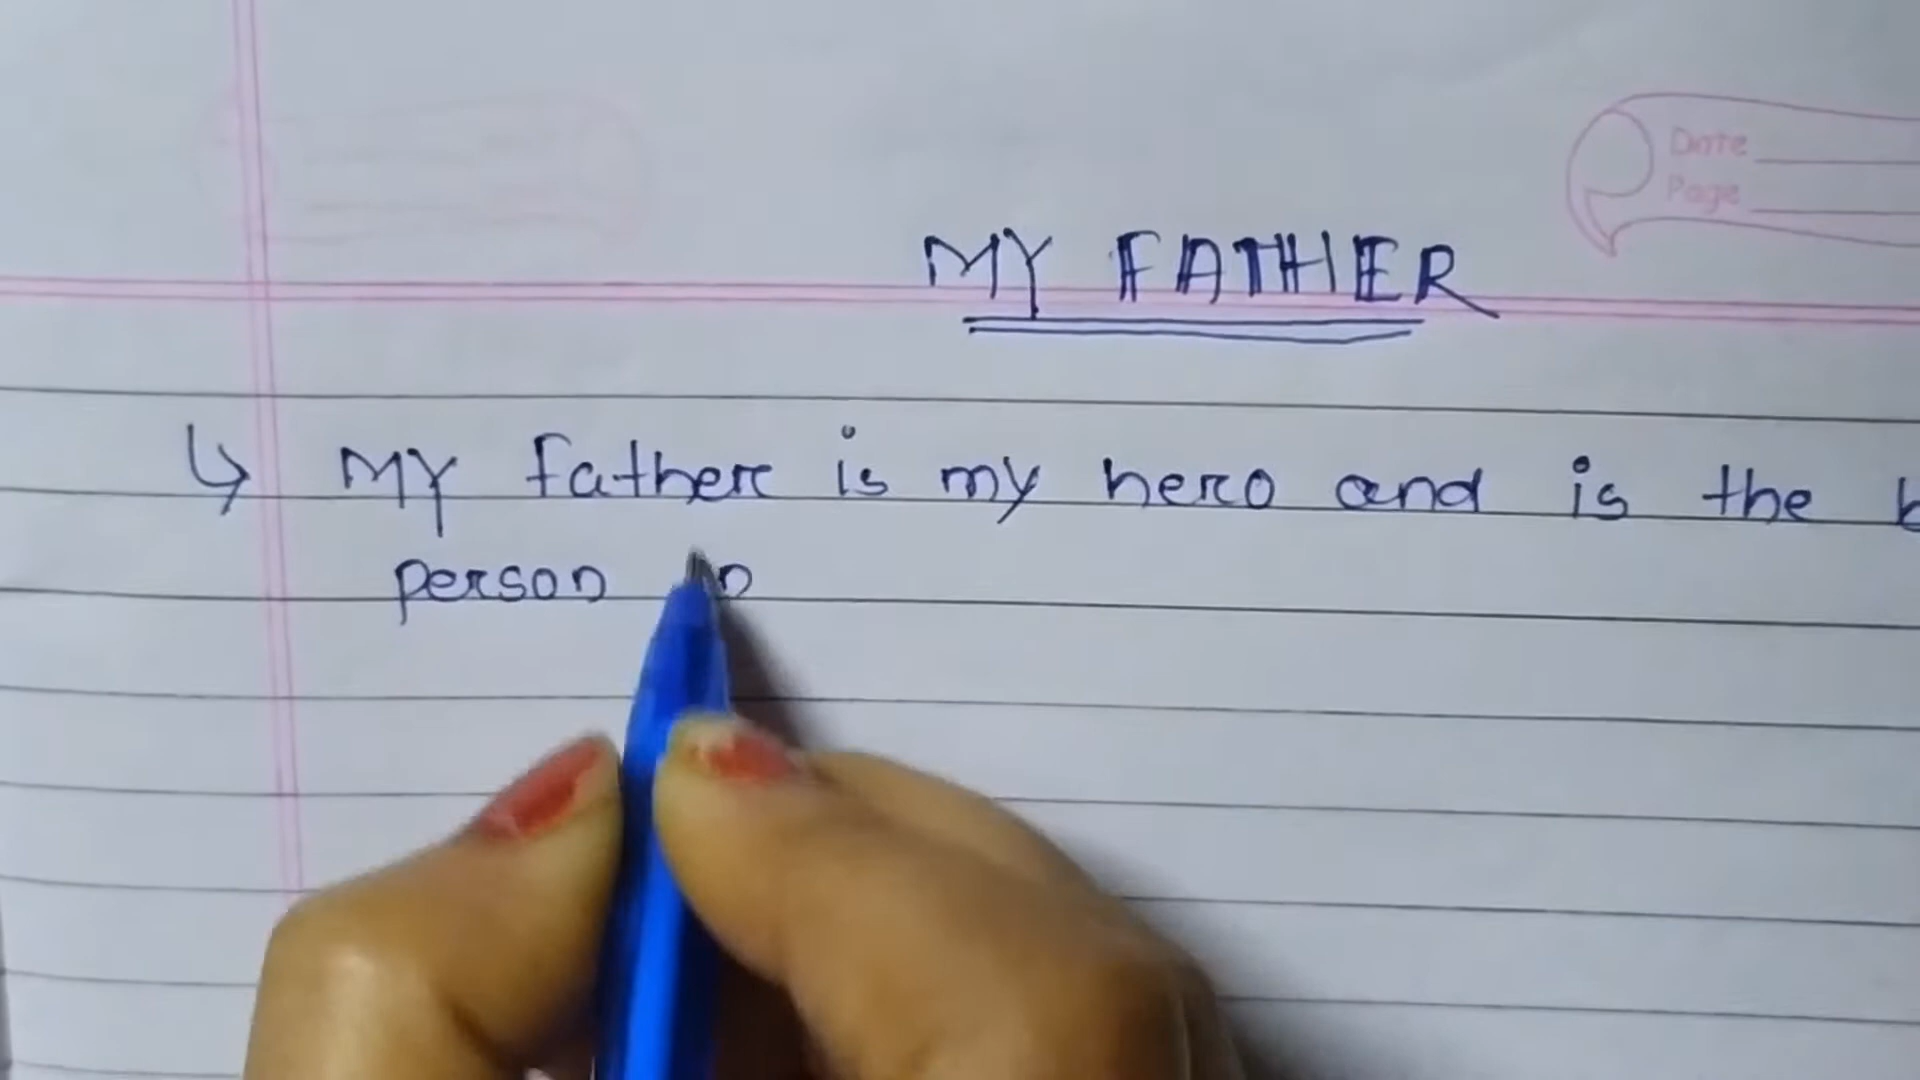 Date
Page
MY FATHER
↳ MY father is my hero and is the
person